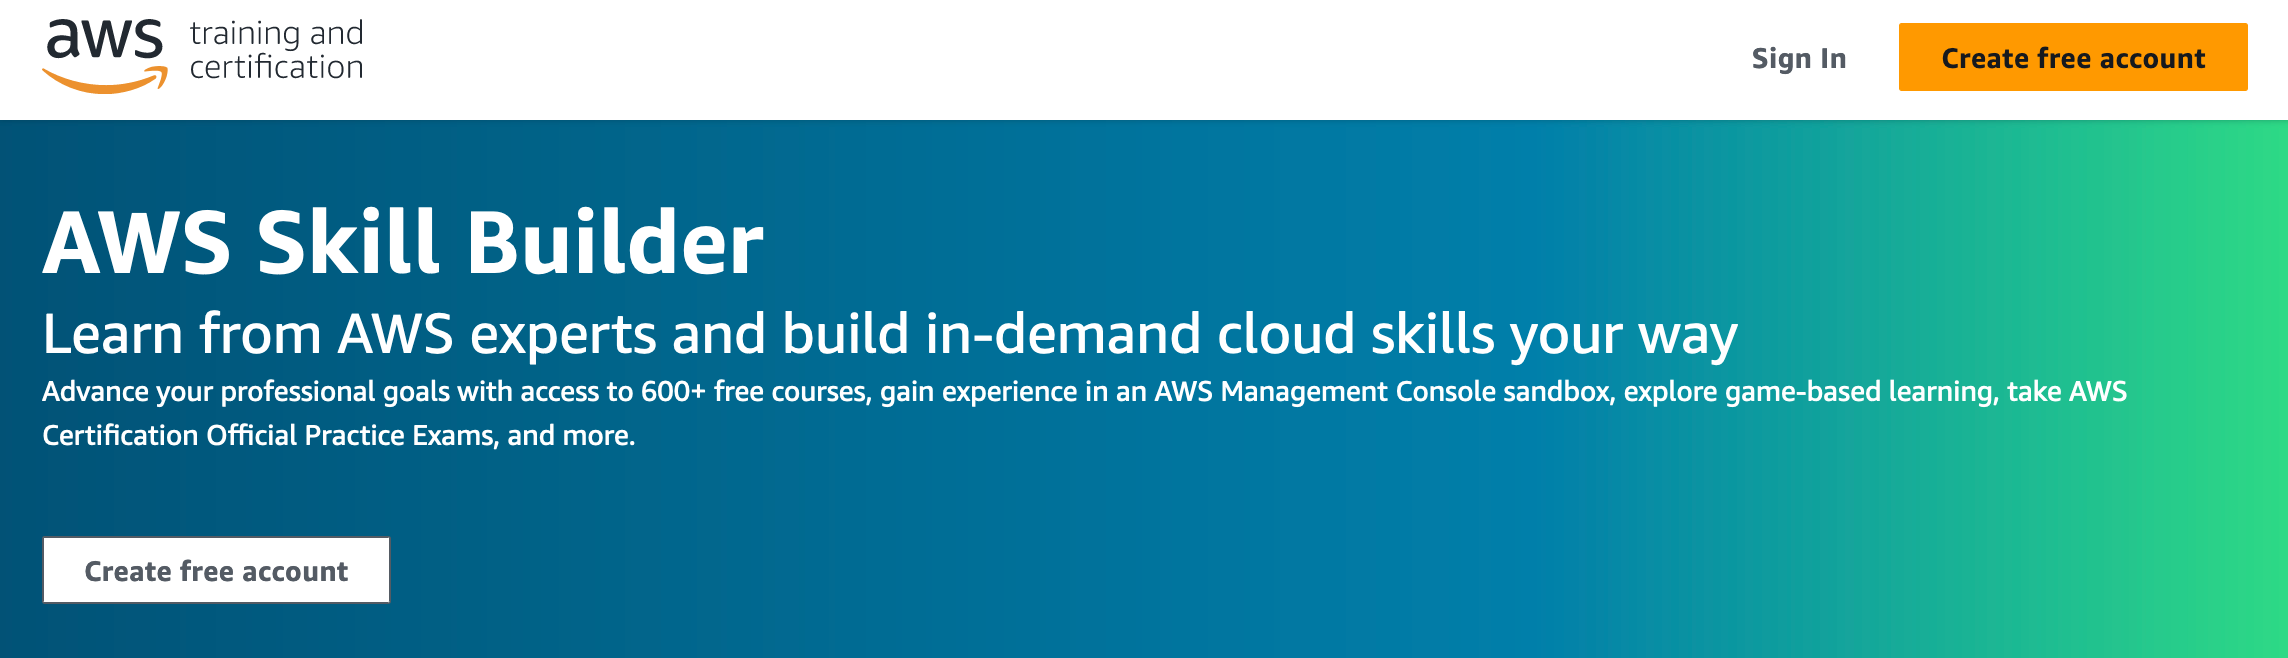 aws training and
certification
Sign In
Create free account
AWS Skill Builder
Learn from AWS experts and build in-demand cloud skills your way
Advance your professional goals with access to 600+ free courses, gain experience in an AWS Management Console sandbox, explore game-based learning, take AWS
Certification Official Practice Exams, and more.
Create free account